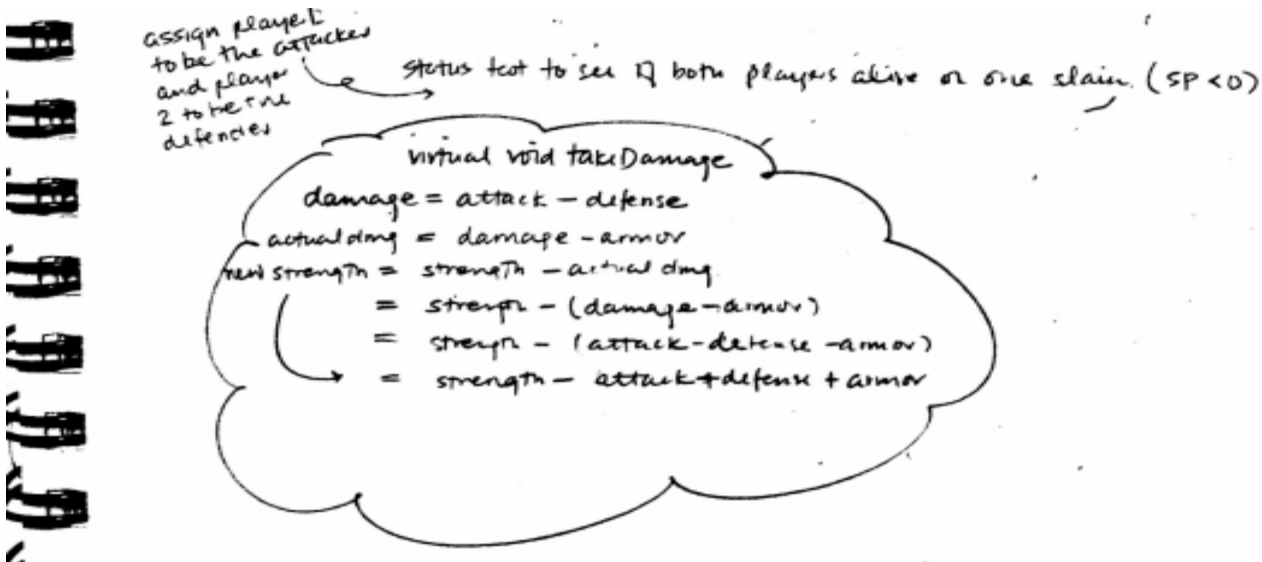 assign player 1
to be the attacker
and player
2 to be the
defender
status test to see if both players alive or one slain. (SP < 0)
virtual void takeDamage
damage = attack - defense
actual dmg = damage - armor
new strength = strength - actual dmg
= strength - (damage - armor)
= strength - (attack - defense - armor)
= strength - attack + defense + armor